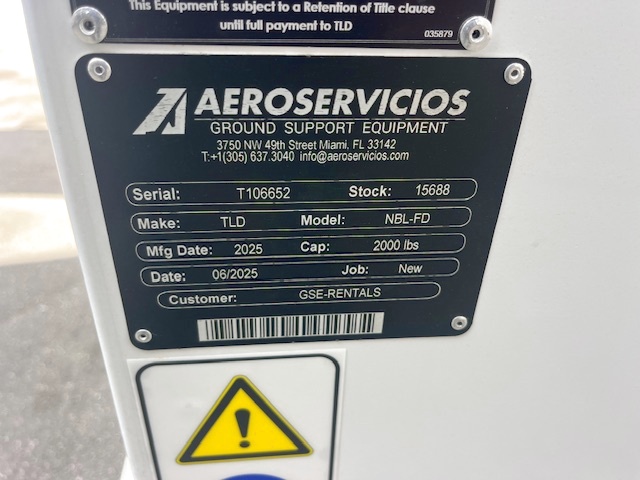 This Equipment is subject to a Retention of Title clause
until full payment to TLD
035879
AEROSERVICIOS
GROUND SUPPORT EQUIPMENT
3750 NW 49th Street Miami, FL 33142
T:+1(305) 637.3040 info@aeroservicios.com
Serial: T106652 Stock: 15688
Make: TLD Model: NBL-FD
Mfg Date: 2025 Cap: 2000 lbs
Date: 06/2025 Job: New
Customer: GSE-RENTALS
!